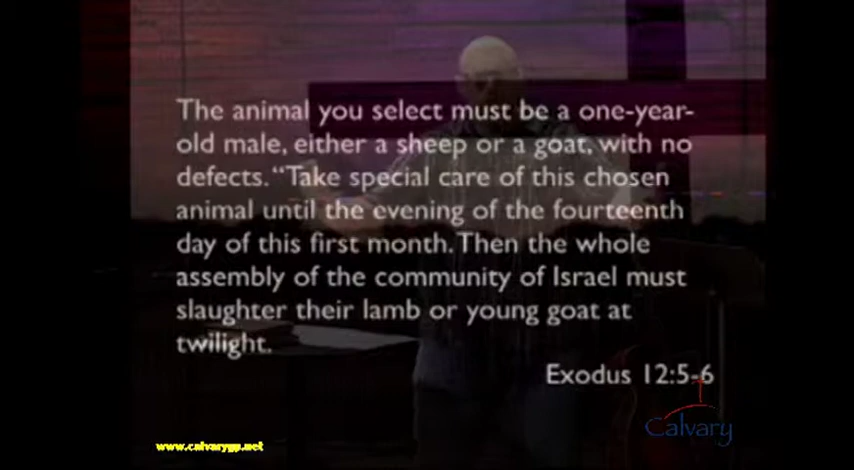 The animal you select must be a one-year-
old male, either a sheep or a goat, with no
defects. “Take special care of this chosen
animal until the evening of the fourteenth
day of this first month. Then the whole
assembly of the community of Israel must
slaughter their lamb or young goat at
twilight.
Exodus 12:5-6
Calvary
www.calvarygp.net